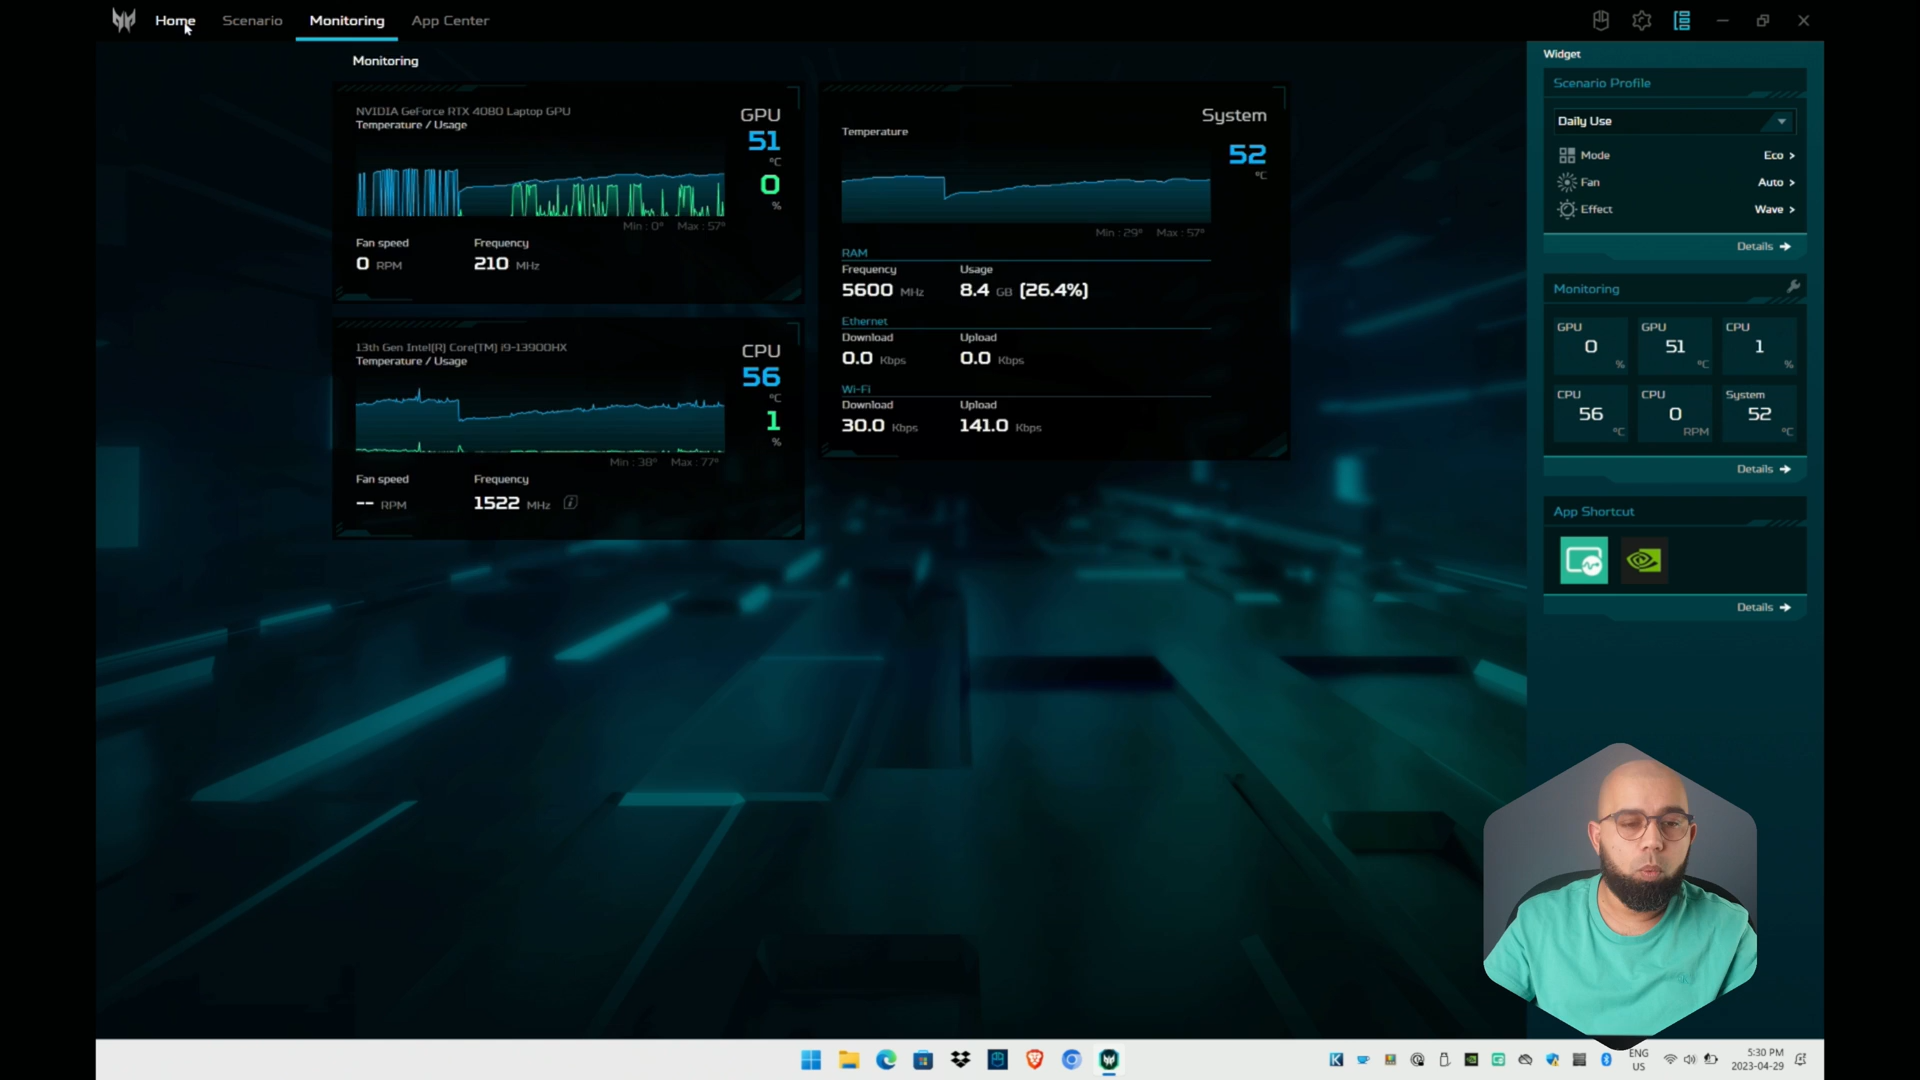 Home Scenario Monitoring App Center
Monitoring
NVIDIA GeForce RTX 4080 Laptop GPU
Temperature / Usage
GPU
51
°C
0
%
Min : 0° Max : 57°
Fan speed Frequency
0 RPM 210 MHz
13th Gen Intel(R) Core(TM) i9-13900HX
Temperature / Usage
CPU
56
°C
1
%
Min : 38° Max : 77°
Fan speed Frequency
-- RPM 1522 MHz
System
Temperature
52
°C
Min : 29° Max : 57°
RAM
Frequency Usage
5600 MHz 8.4 GB (26.4%)
Ethernet
Download Upload
0.0 Kbps 0.0 Kbps
Wi-Fi
Download Upload
30.0 Kbps 141.0 Kbps
Widget
Scenario Profile
Daily Use
Mode Eco >
Fan Auto >
Effect Wave >
Details
Monitoring
GPU GPU CPU
0 51 1
% °C %
CPU CPU System
56 0 52
°C RPM °C
Details
App Shortcut
Details
ENG
US
5:30 PM
2023-04-29